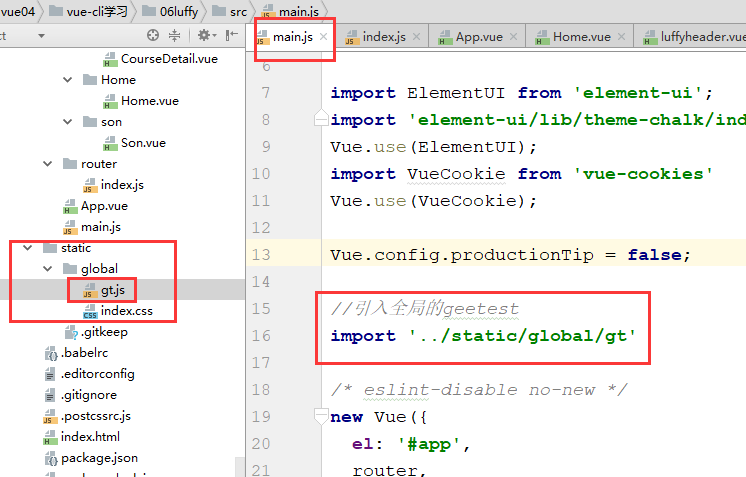 vue04 vue-cli学习 06luffy src main.js
ct
CourseDetail.vue
Home
Home.vue
son
Son.vue
router
index.js
App.vue
main.js
static
global
gt.js
index.css
.gitkeep
.babelrc
.editorconfig
.gitignore
.postcssrc.js
index.html
package.json
main.js index.js App.vue Home.vue luffyheader.vue
6
7 import ElementUI from 'element-ui';
8 import 'element-ui/lib/theme-chalk/ind
9 Vue.use(ElementUI);
10 import VueCookie from 'vue-cookies'
11 Vue.use(VueCookie);
12
13 Vue.config.productionTip = false;
14
15 //引入全局的geetest
16 import '../static/global/gt'
17
18 /* eslint-disable no-new */
19 new Vue({
20 el: '#app',
21 router,